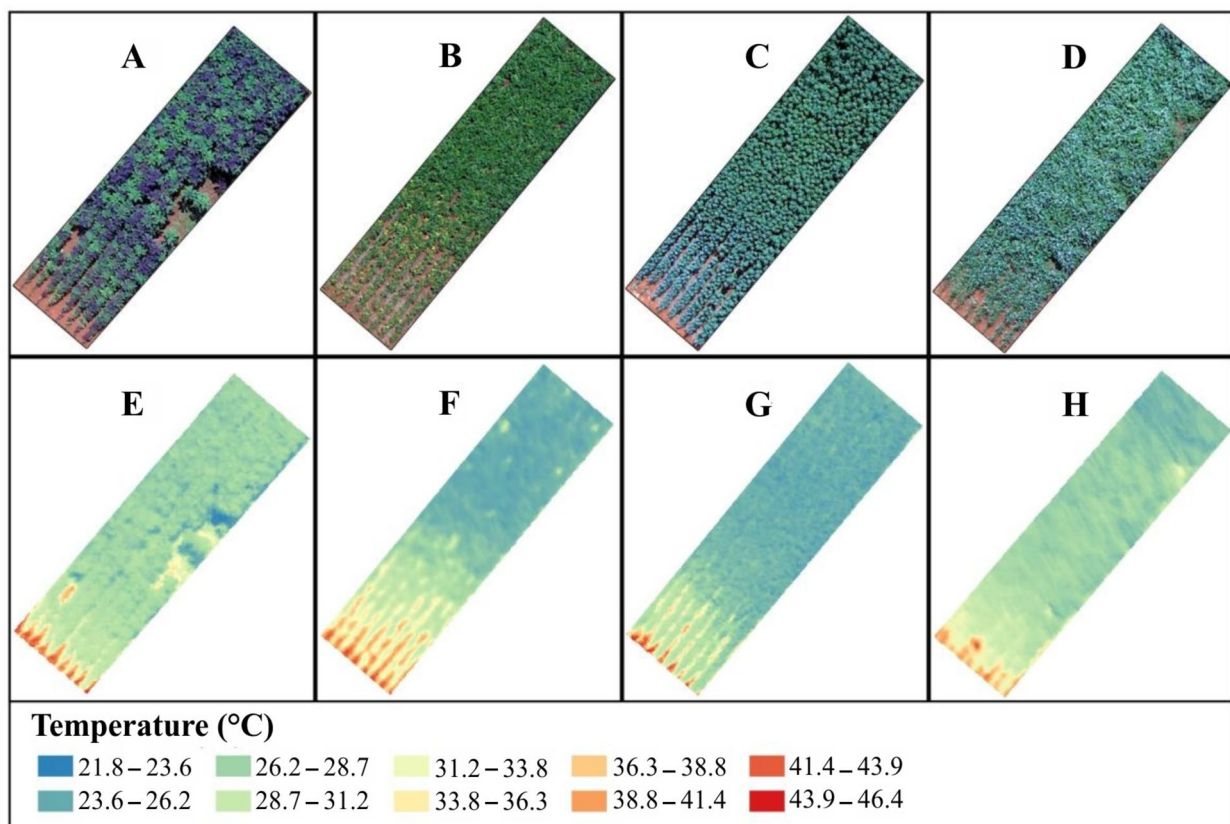 A B C D
E F G H
Temperature (°C)
21.8 – 23.6 26.2 – 28.7 31.2 – 33.8 36.3 – 38.8 41.4 – 43.9
23.6 – 26.2 28.7 – 31.2 33.8 – 36.3 38.8 – 41.4 43.9 – 46.4